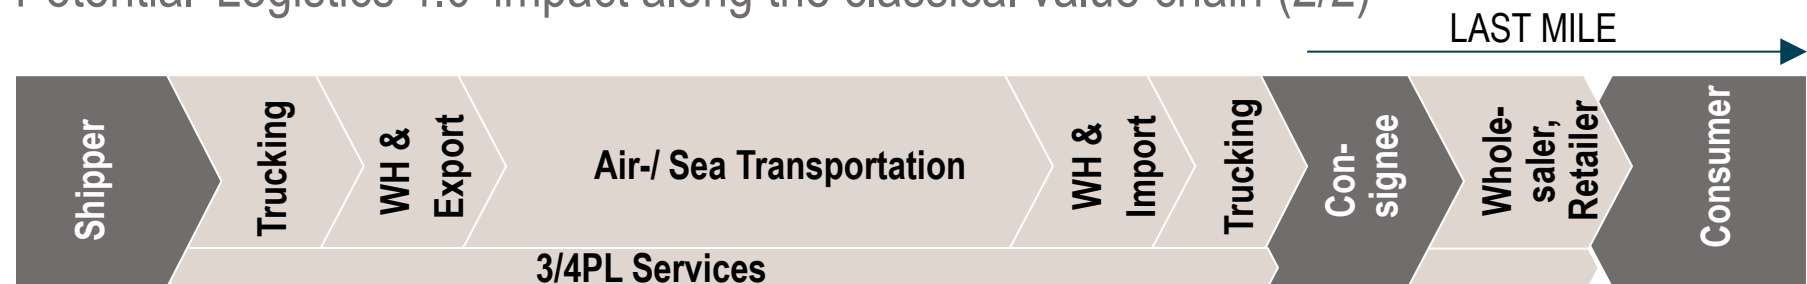 Potential Logistics 4.0 impact along the classical value chain (2/2)
LAST MILE
Shipper
Trucking
WH &
Export
Air-/ Sea Transportation
WH &
Import
Trucking
Con-
signee
Whole-
saler,
Retailer
Consumer
3/4PL Services